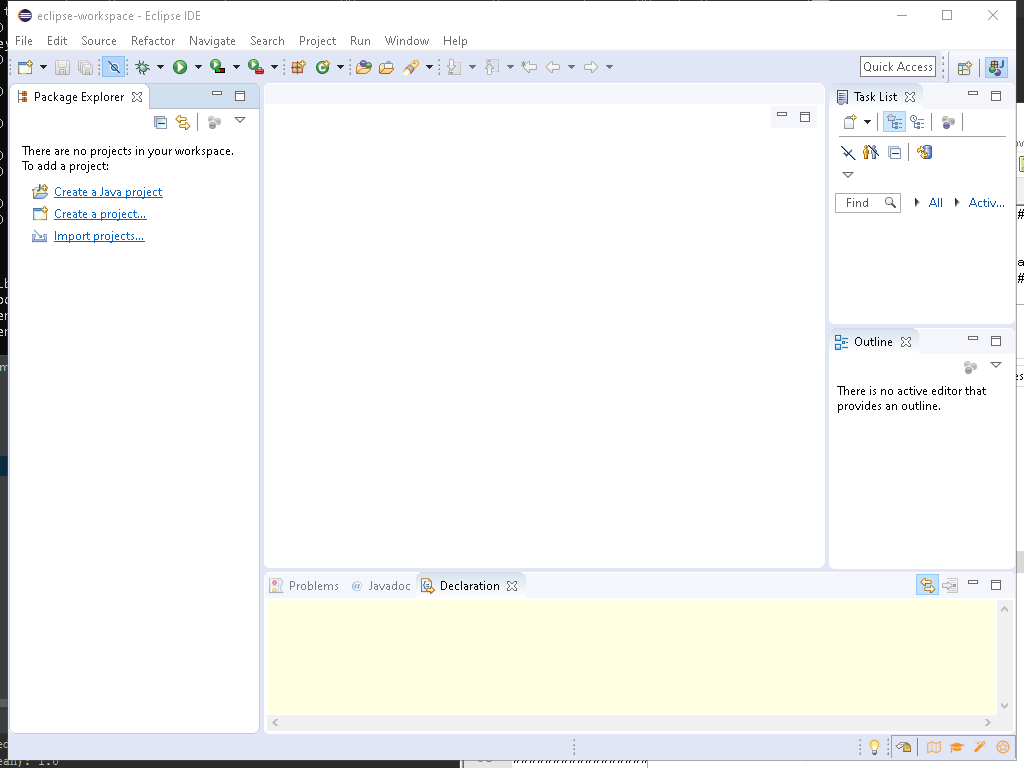 eclipse-workspace - Eclipse IDE
File Edit Source Refactor Navigate Search Project Run Window Help
Quick Access
Package Explorer
Task List
There are no projects in your workspace.
To add a project:
Create a Java project
Create a project...
Import projects...
Find All Activ...
Outline
There is no active editor that
provides an outline.
Problems @ Javadoc Declaration